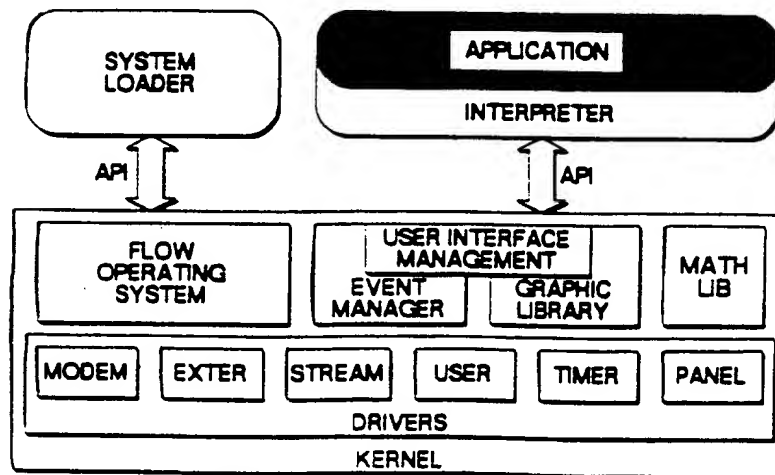 SYSTEM
LOADER
APPLICATION
INTERPRETER
API
API
FLOW
OPERATING
SYSTEM
USER INTERFACE
MANAGEMENT
EVENT
MANAGER
GRAPHIC
LIBRARY
MATH
LIB
MODEM
EXTER
STREAM
USER
TIMER
PANEL
DRIVERS
KERNEL